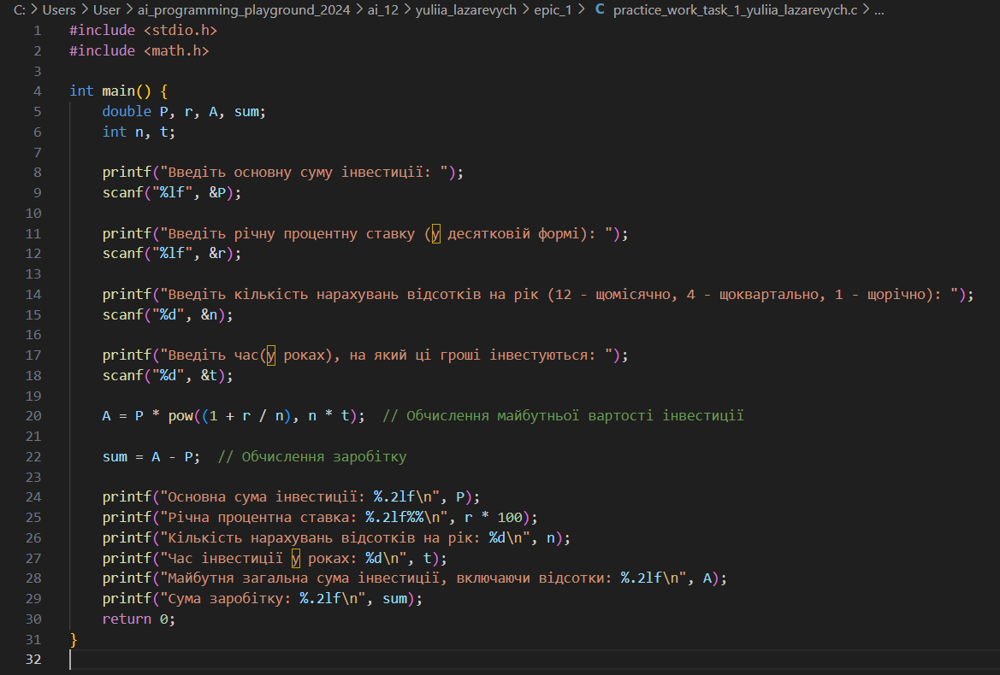 C: > Users > User > ai_programming_playground_2024 > ai_12 > yuliia_lazarevych > epic_1 > C practice_work_task_1_yuliia_lazarevych.c > ...
1 #include <stdio.h>
2 #include <math.h>
3
4 int main() {
5 double P, r, A, sum;
6 int n, t;
7
8 printf("Введіть основну суму інвестиції: ");
9 scanf("%lf", &P);
10
11 printf("Введіть річну процентну ставку (у десятковій формі): ");
12 scanf("%lf", &r);
13
14 printf("Введіть кількість нарахувань відсотків на рік (12 - щомісячно, 4 - щоквартально, 1 - щорічно): ");
15 scanf("%d", &n);
16
17 printf("Введіть час(у роках), на який ці гроші інвестуються: ");
18 scanf("%d", &t);
19
20 A = P * pow((1 + r / n), n * t);  // Обчислення майбутньої вартості інвестиції
21
22 sum = A - P;  // Обчислення заробітку
23
24 printf("Основна сума інвестиції: %.2lf\n", P);
25 printf("Річна процентна ставка: %.2lf%%\n", r * 100);
26 printf("Кількість нарахувань відсотків на рік: %d\n", n);
27 printf("Час інвестиції у роках: %d\n", t);
28 printf("Майбутня загальна сума інвестиції, включаючи відсотки: %.2lf\n", A);
29 printf("Сума заробітку: %.2lf\n", sum);
30 return 0;
31 }
32